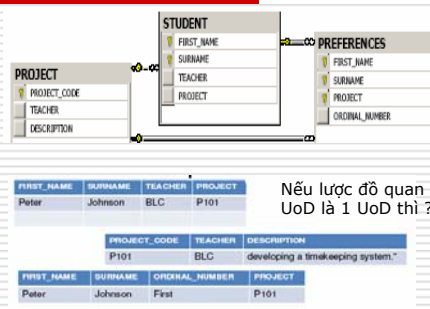 STUDENT
FIRST_NAME
SURNAME
TEACHER
PROJECT
PREFERENCES
FIRST_NAME
SURNAME
PROJECT
ORDINAL_NUMBER
PROJECT
PROJECT_CODE
TEACHER
DESCRIPTION
Nếu lược đồ quan
UoD là 1 UoD thì ?
FIRST_NAME SURNAME TEACHER PROJECT
Peter Johnson BLC P101
PROJECT_CODE TEACHER DESCRIPTION
P101 BLC developing a timekeeping system."
FIRST_NAME SURNAME ORDINAL_NUMBER PROJECT
Peter Johnson First P101